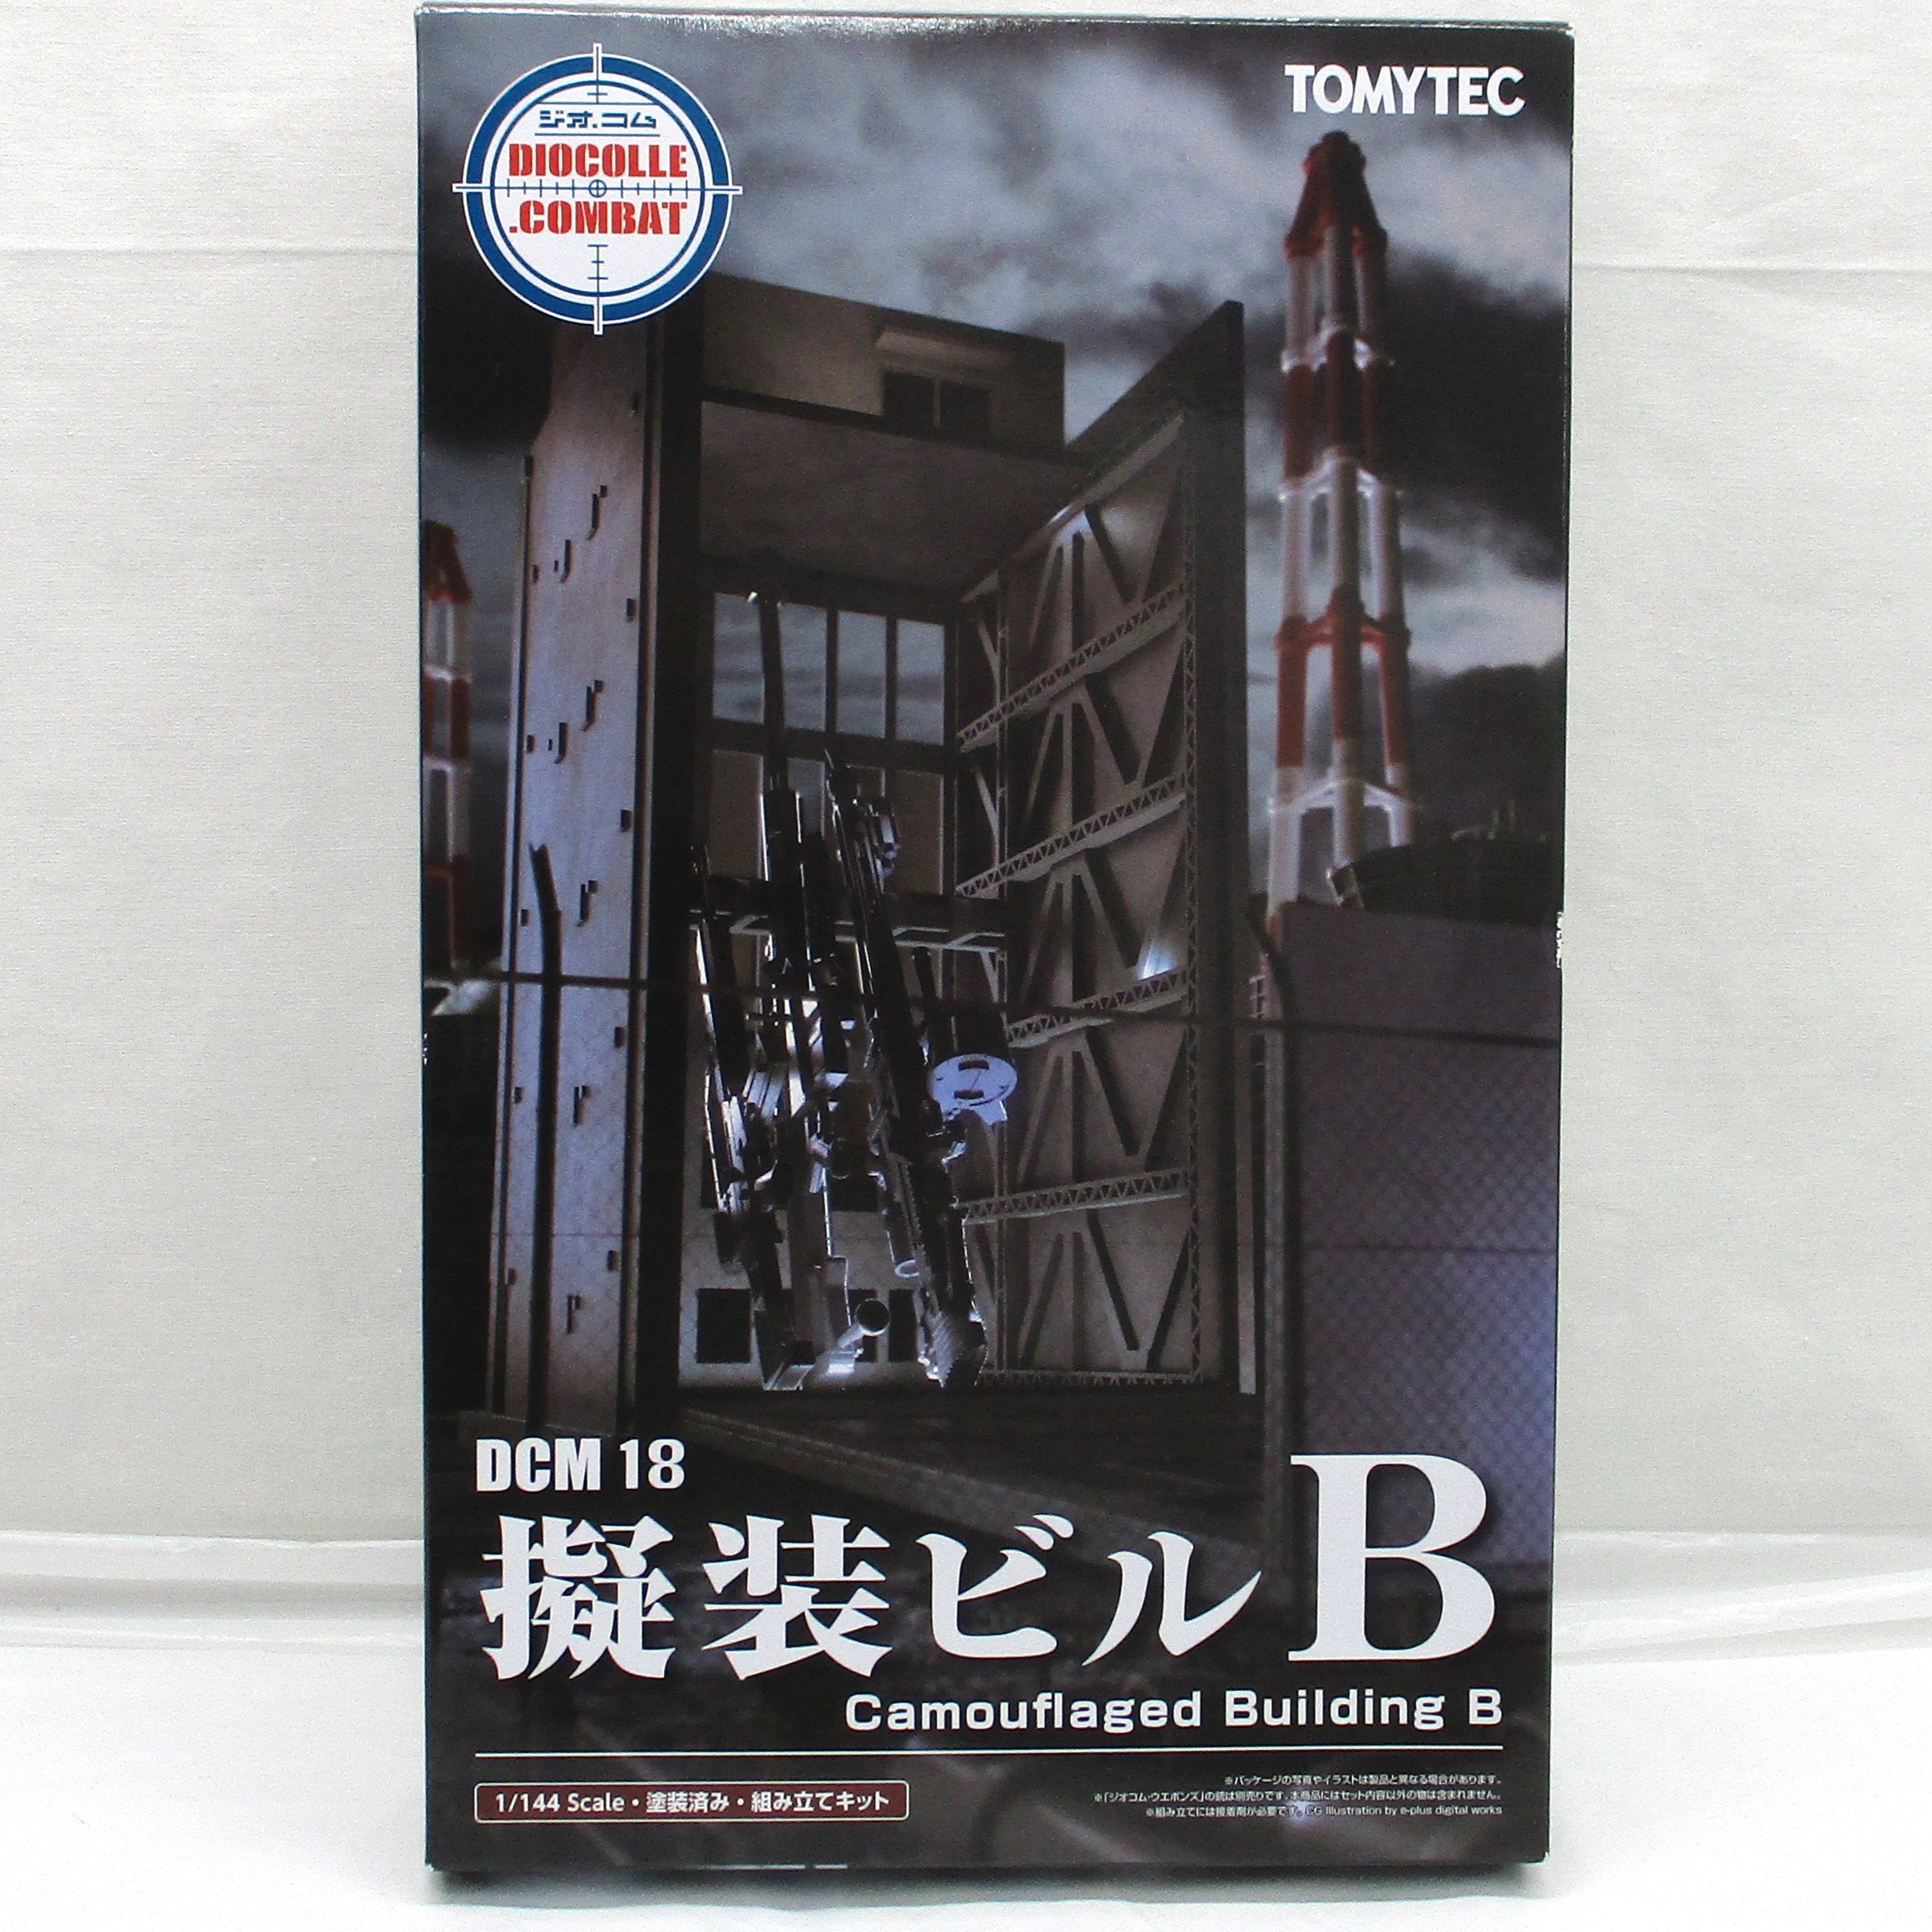 ジオ.コム
DIOCOLLE
.COMBAT
TOMYTEC
DCM 18
擬装ビルB
Camouflaged Building B
1/144 Scale・塗装済み・組み立てキット
※パッケージの写真やイラストは製品と異なる場合があります。
※「ジオコム・ウエポンズ」の銃は別売りです。本商品にはセット内容以外の物は含まれません。
※組み立てには接着剤が必要です。CG Illustration by e-plus digital works